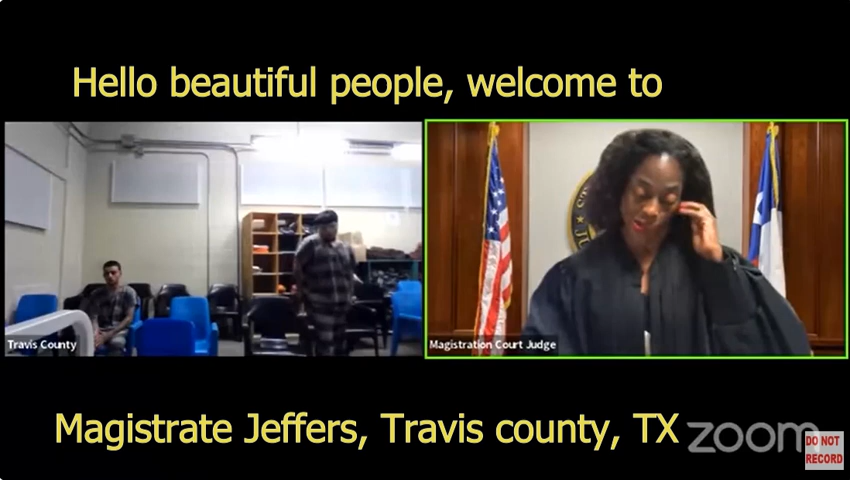 Hello beautiful people, welcome to
Travis County
Magistration Court Judge
Magistrate Jeffers, Travis county, TX
zoom
DO NOT
RECORD